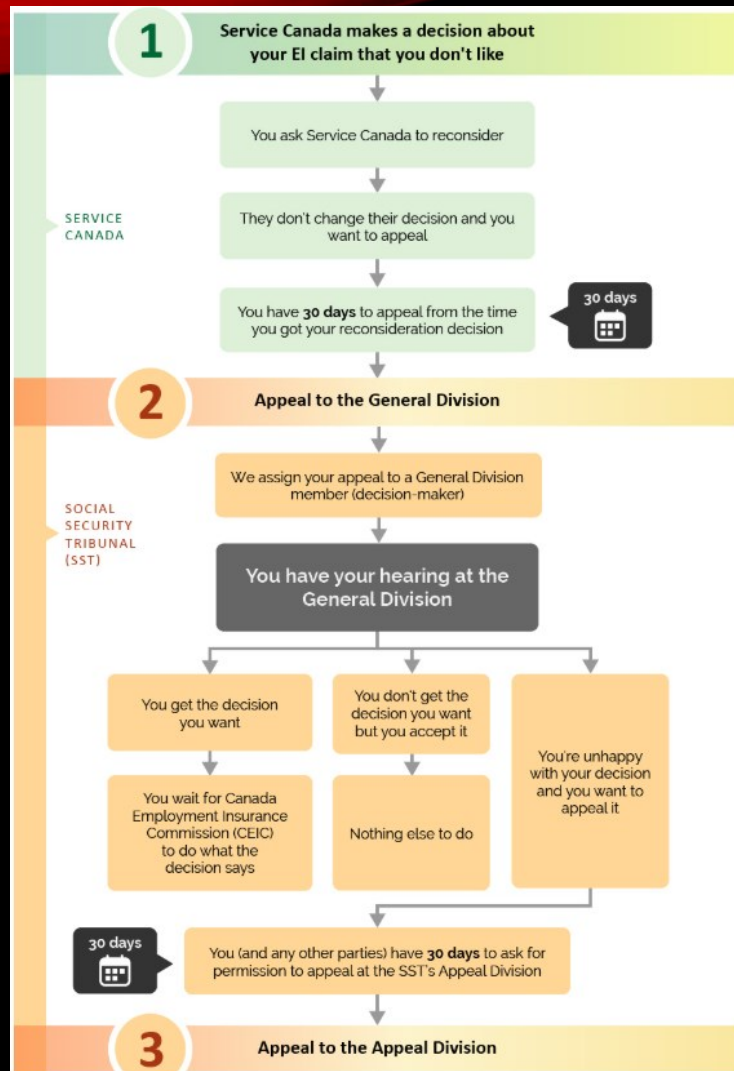 1
Service Canada makes a decision about
your EI claim that you don't like
You ask Service Canada to reconsider
SERVICE
CANADA
They don't change their decision and you
want to appeal
You have 30 days to appeal from the time
you got your reconsideration decision
30 days
2
Appeal to the General Division
We assign your appeal to a General Division
member (decision-maker)
SOCIAL
SECURITY
TRIBUNAL
(SST)
You have your hearing at the
General Division
You get the decision
you want
You don't get the
decision you want
but you accept it
You're unhappy
with your decision
and you want to
appeal it
You wait for Canada
Employment Insurance
Commission (CEIC)
to do what the
decision says
Nothing else to do
30 days
You (and any other parties) have 30 days to ask for
permission to appeal at the SST's Appeal Division
3
Appeal to the Appeal Division